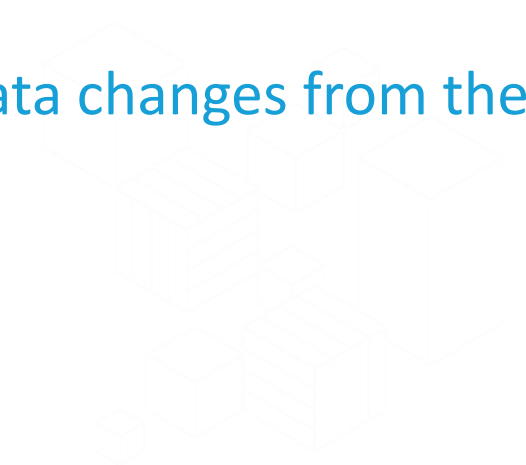 ata changes from the